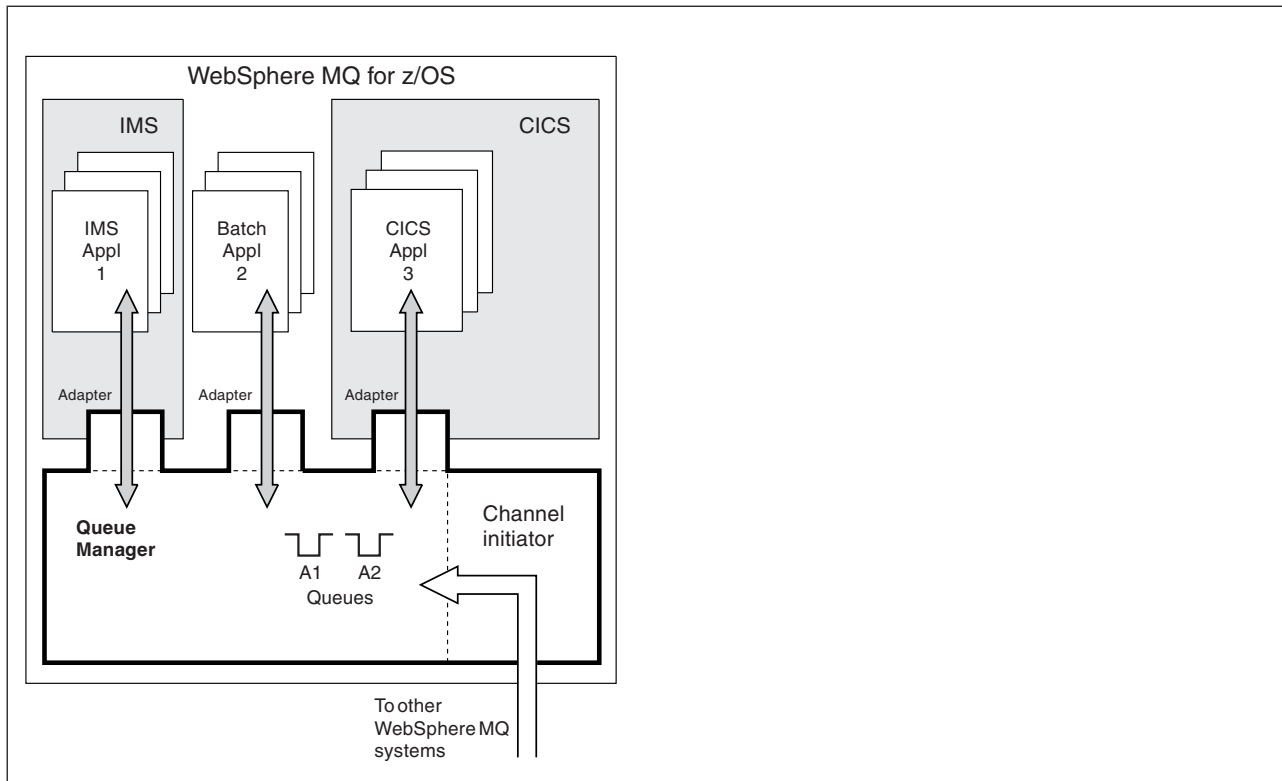 WebSphere MQ for z/OS
IMS
CICS
IMS
Appl
1
Batch
Appl
2
CICS
Appl
3
Adapter
Adapter
Adapter
Queue
Manager
A1
A2
Queues
Channel
initiator
To other
WebSphere MQ
systems